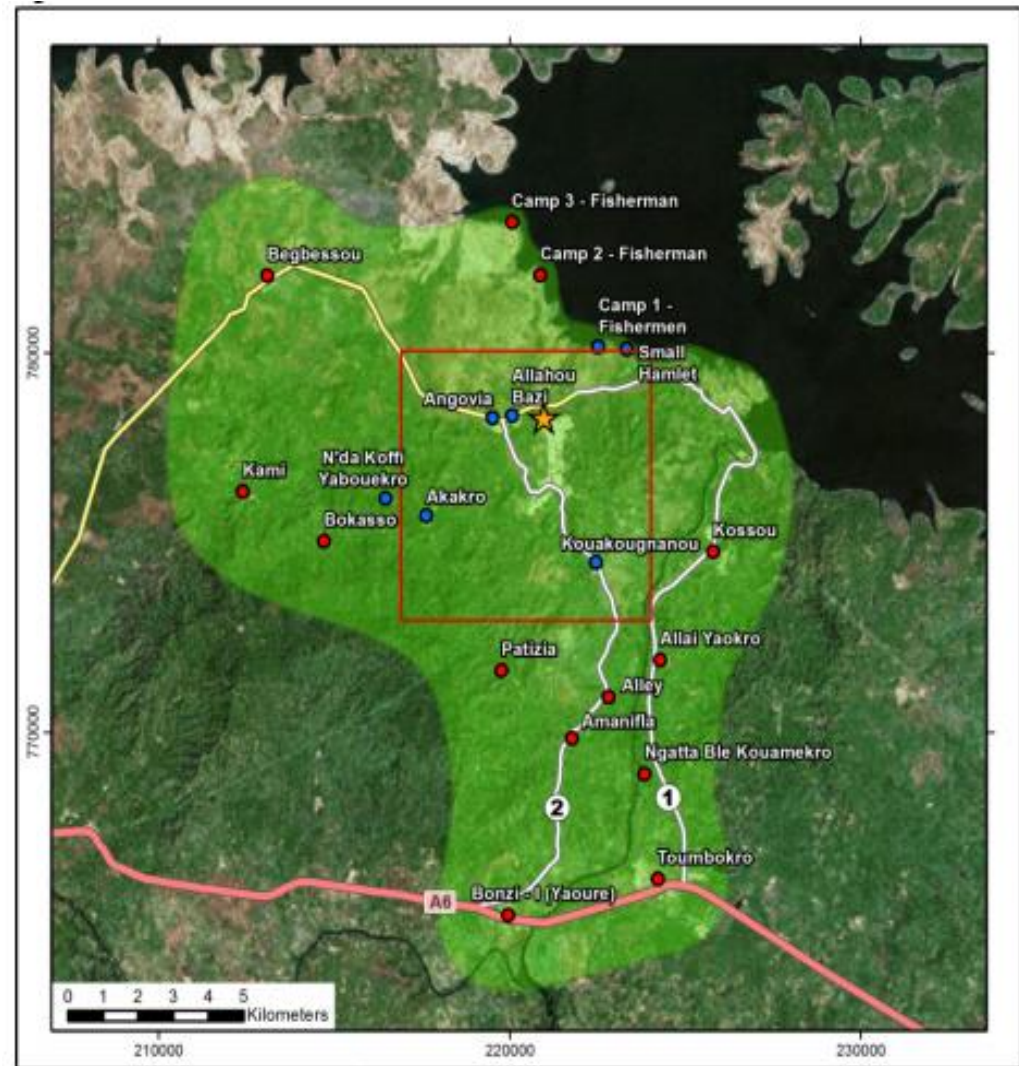 Camp 3 - Fisherman
Camp 2 - Fisherman
Begbessou
Camp 1 -
Fishermen
Small
Hamlet
Allahou
Bazi
Angovia
N'da Koffi
Yabouekro
Kami
Akakro
Bokasso
Kouakougnanou
Kossou
Patizia
Allai Yaokro
Alley
Amanifla
Ngatta Ble Kouamekro
2
1
Toumbokro
A6
Bonzi - I (Yaoure)
0 1 2 3 4 5
Kilometers
780000
770000
210000
220000
230000